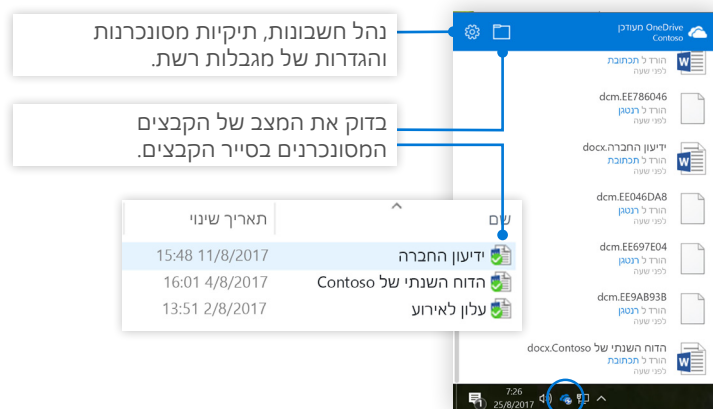 נהל חשבונות, תיקיות מסונכרנות
והגדרות של מגבלות רשת.
בדוק את המצב של הקבצים
המסונכרנים בסייר הקבצים.
שם
תאריך שינוי
ידיעון החברה
15:48 11/8/2017
הדוח השנתי של Contoso
16:01 4/8/2017
עלון לאירוע
13:51 2/8/2017
OneDrive מעודכן
Contoso
הורד ל תכתובת
לפני שעה
dcm.EE786046
הורד ל רנטגן
לפני שעה
ידיעון החברה.docx
הורד ל תכתובת
לפני שעה
dcm.EE046DA8
הורד ל רנטגן
לפני שעה
dcm.EE697E04
הורד ל רנטגן
לפני שעה
dcm.EE9AB93B
הורד ל רנטגן
לפני שעה
הדוח השנתי של docx.Contoso
הורד ל תכתובת
לפני שעה
7:26
25/8/2017
1